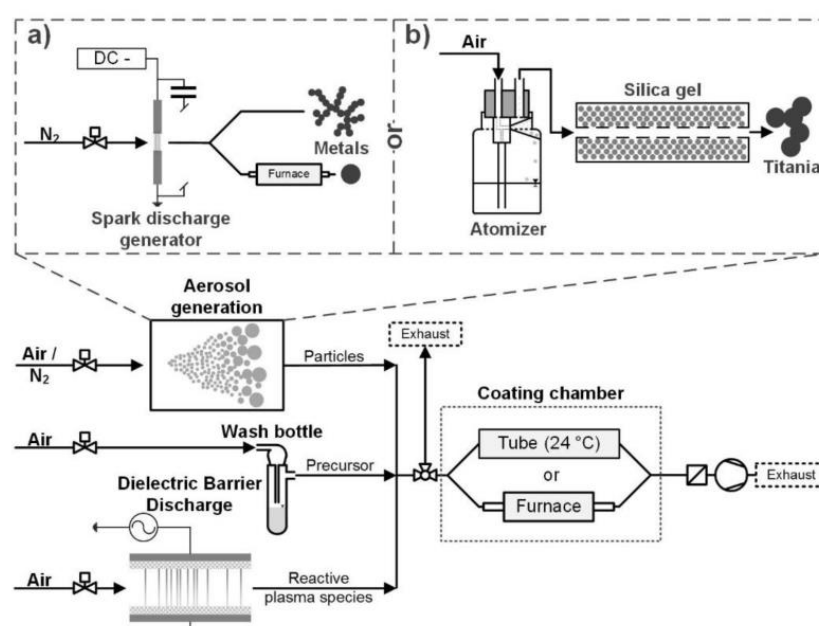 a)
DC -
N₂
Metals
Furnace
Spark discharge
generator
or
b)
Air
Silica gel
Titania
Atomizer
Aerosol
generation
Air /
N₂
Particles
Exhaust
Coating chamber
Air
Wash bottle
Precursor
Tube (24 °C)
or
Furnace
Exhaust
Dielectric Barrier
Discharge
Air
Reactive
plasma species